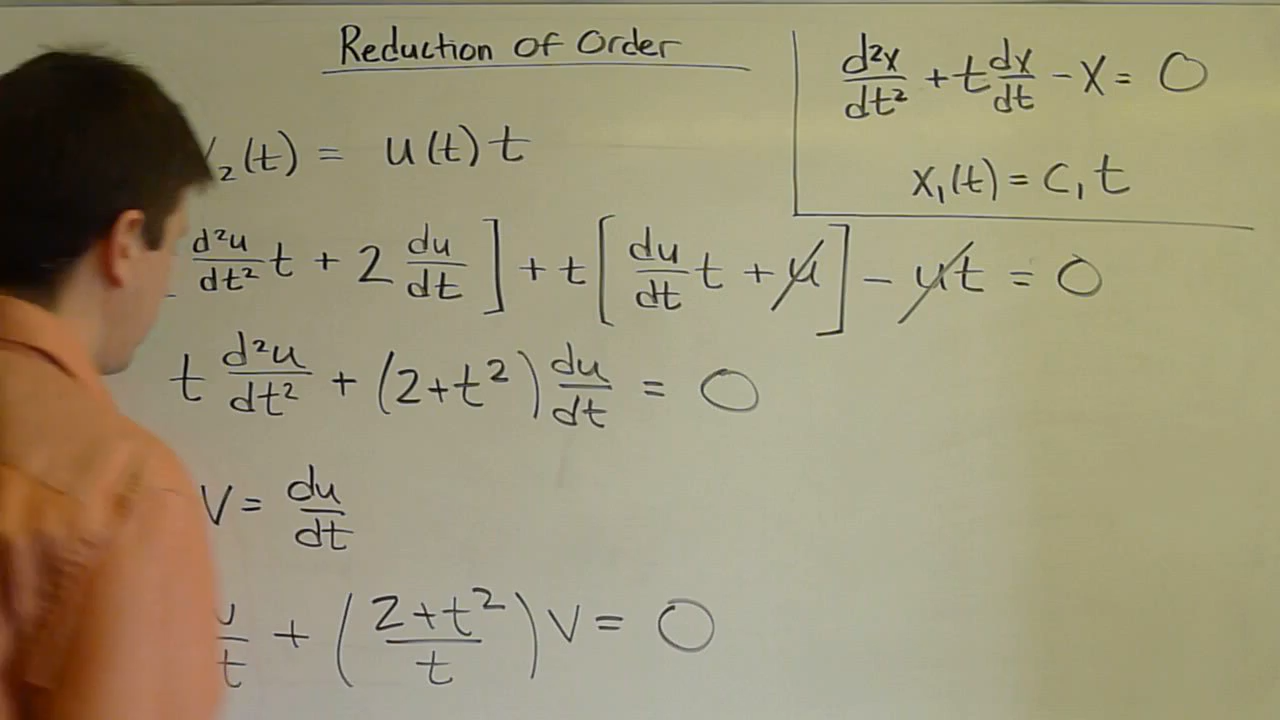 Reduction of Order
d²x/dt² + t dx/dt - x = 0
x₁(t) = c₁ t
₂(t) = u(t) t
d²u/dt² t + 2 du/dt ] + t [ du/dt t + u ] - ut = 0
t d²u/dt² + (2+t²) du/dt = 0
v = du/dt
t + ( 2+t² / t ) v = 0